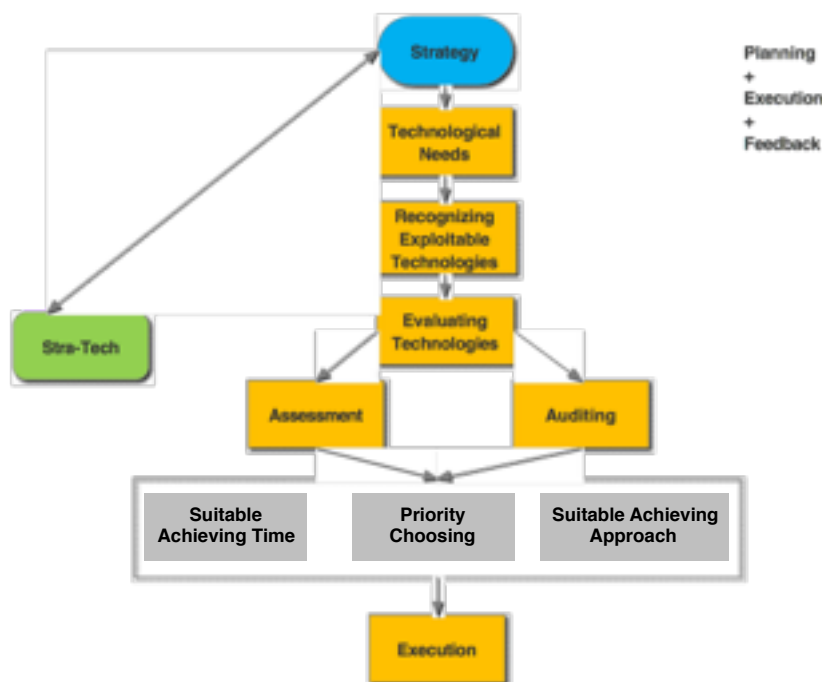 Strategy
Planning
+
Execution
+
Feedback
Technological
Needs
Recognizing
Exploitable
Technologies
Evaluating
Technologies
Stra-Tech
Assessment
Auditing
Suitable
Achieving Time
Priority
Choosing
Suitable Achieving
Approach
Execution